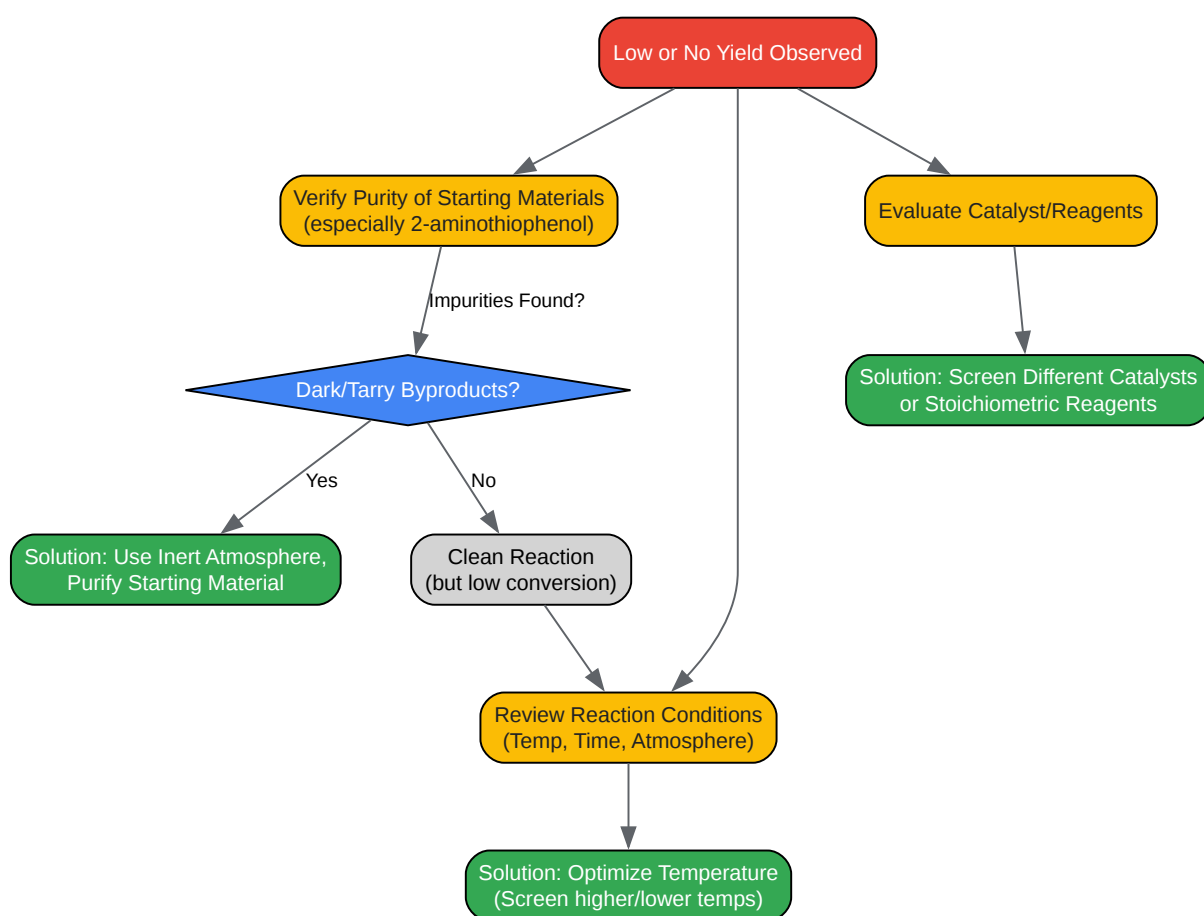 Low or No Yield Observed
Verify Purity of Starting Materials
(especially 2-aminothiophenol)
Evaluate Catalyst/Reagents
Impurities Found?
Dark/Tarry Byproducts?
Solution: Screen Different Catalysts
or Stoichiometric Reagents
Yes
No
Solution: Use Inert Atmosphere,
Purify Starting Material
Clean Reaction
(but low conversion)
Review Reaction Conditions
(Temp, Time, Atmosphere)
Solution: Optimize Temperature
(Screen higher/lower temps)